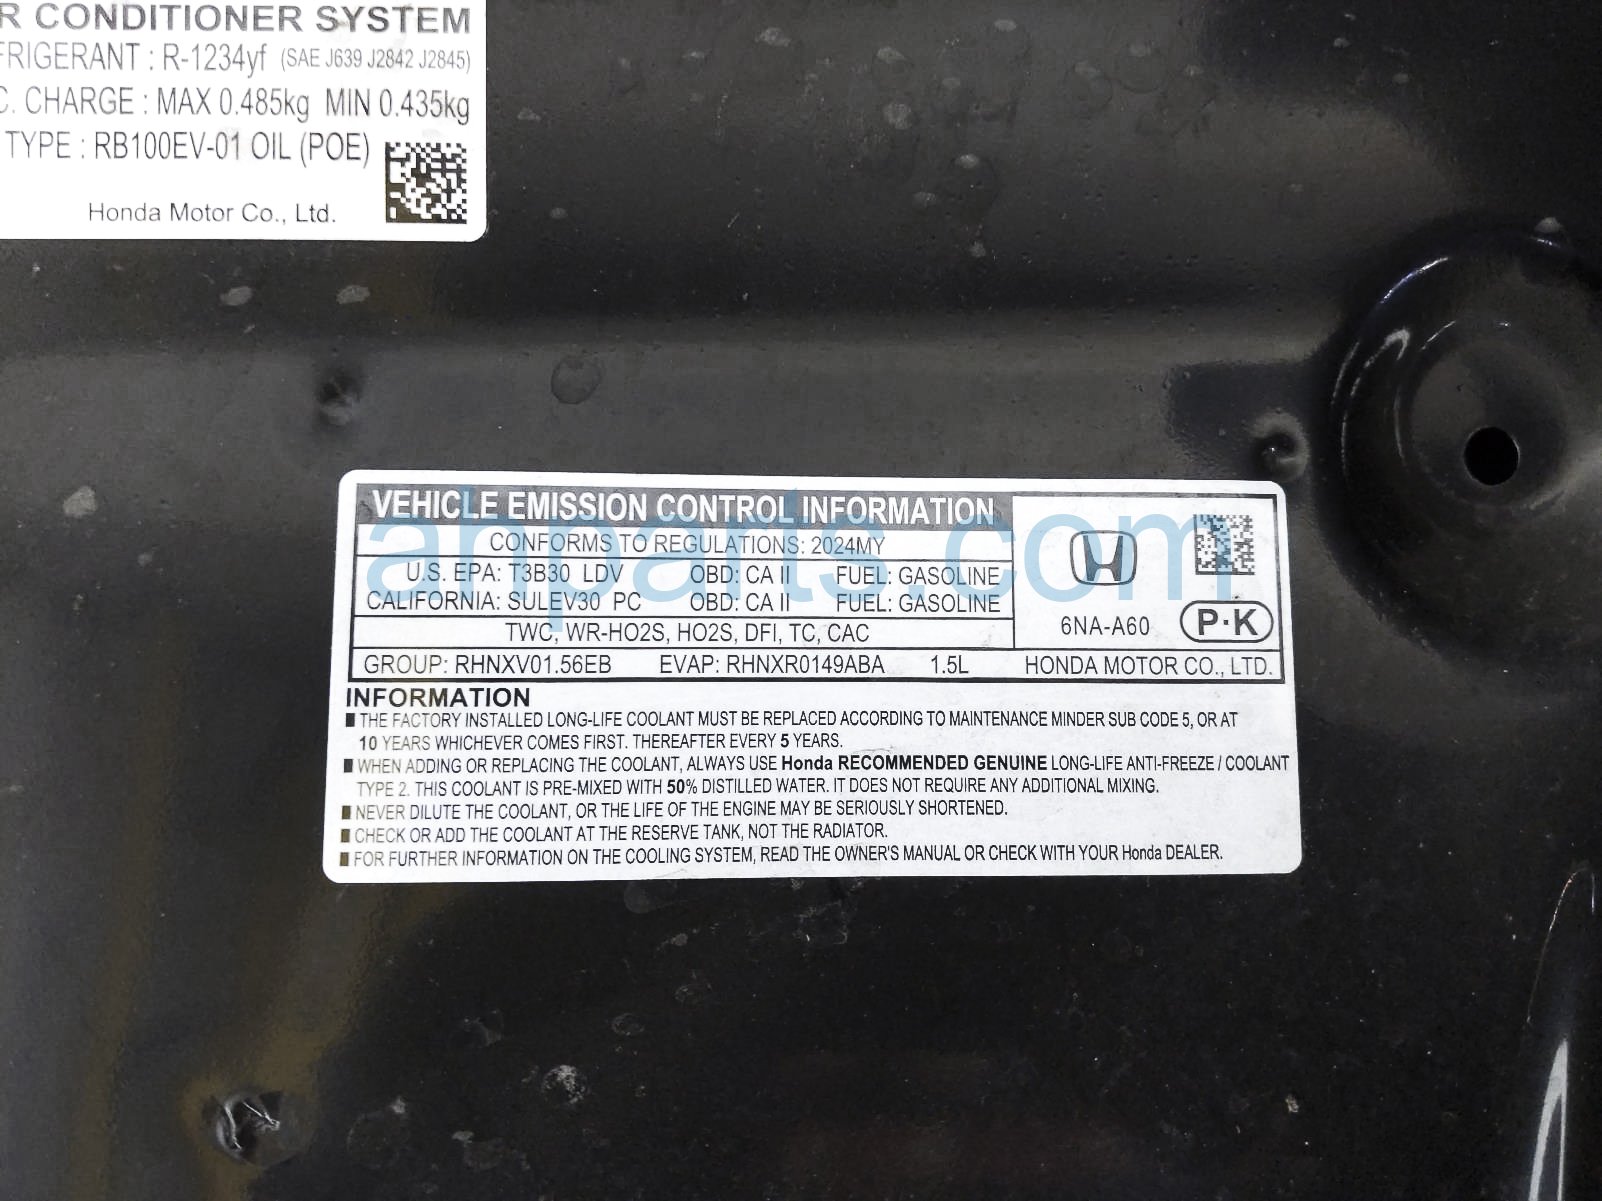 R CONDITIONER SYSTEM
FRIGERANT : R-1234yf (SAE J639 J2842 J2845)
C. CHARGE : MAX 0.485kg MIN 0.435kg
TYPE : RB100EV-01 OIL (POE)
Honda Motor Co., Ltd.
VEHICLE EMISSION CONTROL INFORMATION
CONFORMS TO REGULATIONS: 2024MY
U.S. EPA: T3B30 LDV OBD: CA II FUEL: GASOLINE
CALIFORNIA: SULEV30 PC OBD: CA II FUEL: GASOLINE
TWC, WR-HO2S, HO2S, DFI, TC, CAC
6NA-A60 P·K
GROUP: RHNXV01.56EB EVAP: RHNXR0149ABA 1.5L HONDA MOTOR CO., LTD.
ahparts.com
INFORMATION
■ THE FACTORY INSTALLED LONG-LIFE COOLANT MUST BE REPLACED ACCORDING TO MAINTENANCE MINDER SUB CODE 5, OR AT
10 YEARS WHICHEVER COMES FIRST. THEREAFTER EVERY 5 YEARS.
■ WHEN ADDING OR REPLACING THE COOLANT, ALWAYS USE Honda RECOMMENDED GENUINE LONG-LIFE ANTI-FREEZE / COOLANT
TYPE 2. THIS COOLANT IS PRE-MIXED WITH 50% DISTILLED WATER. IT DOES NOT REQUIRE ANY ADDITIONAL MIXING.
■ NEVER DILUTE THE COOLANT, OR THE LIFE OF THE ENGINE MAY BE SERIOUSLY SHORTENED.
■ CHECK OR ADD THE COOLANT AT THE RESERVE TANK, NOT THE RADIATOR.
■ FOR FURTHER INFORMATION ON THE COOLING SYSTEM, READ THE OWNER'S MANUAL OR CHECK WITH YOUR Honda DEALER.